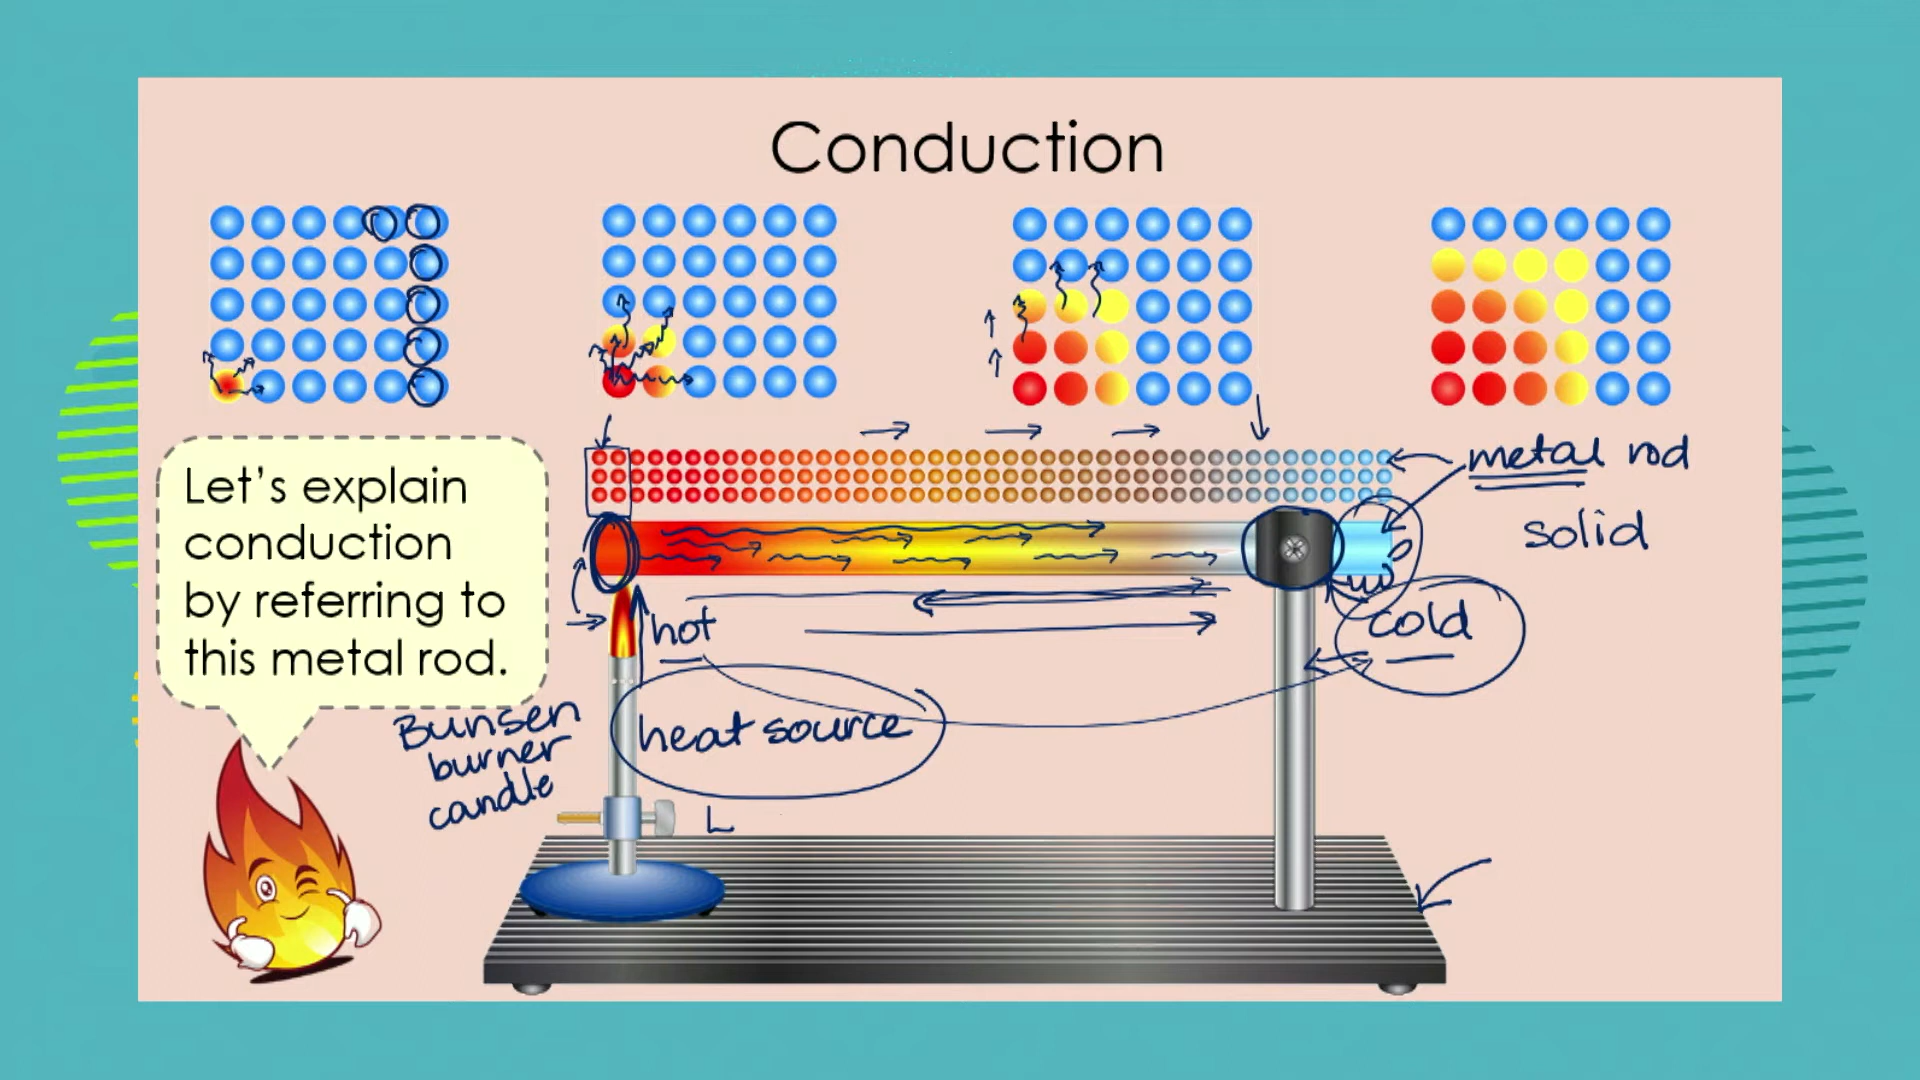 Conduction
Let's explain
conduction
by referring to
this metal rod.
metal rod
solid
hot
cold
heat source
Bunsen
burner
candle
L